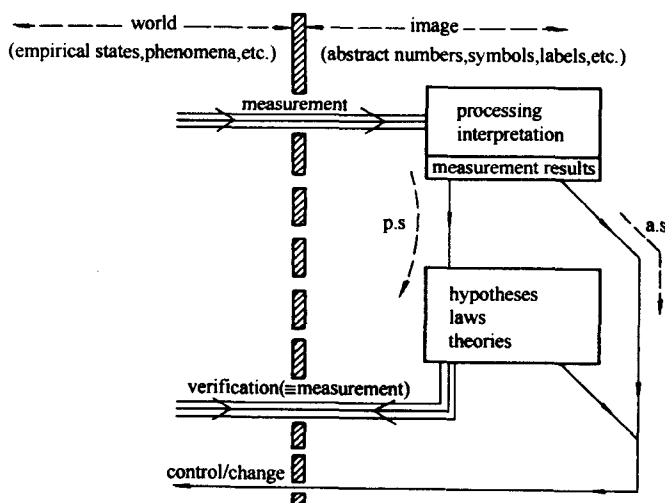 world
image
(empirical states,phenomena,etc.)
(abstract numbers,symbols,labels,etc.)
measurement
processing
interpretation
measurement results
p.s
a.s
hypotheses
laws
theories
verification(≡measurement)
control/change